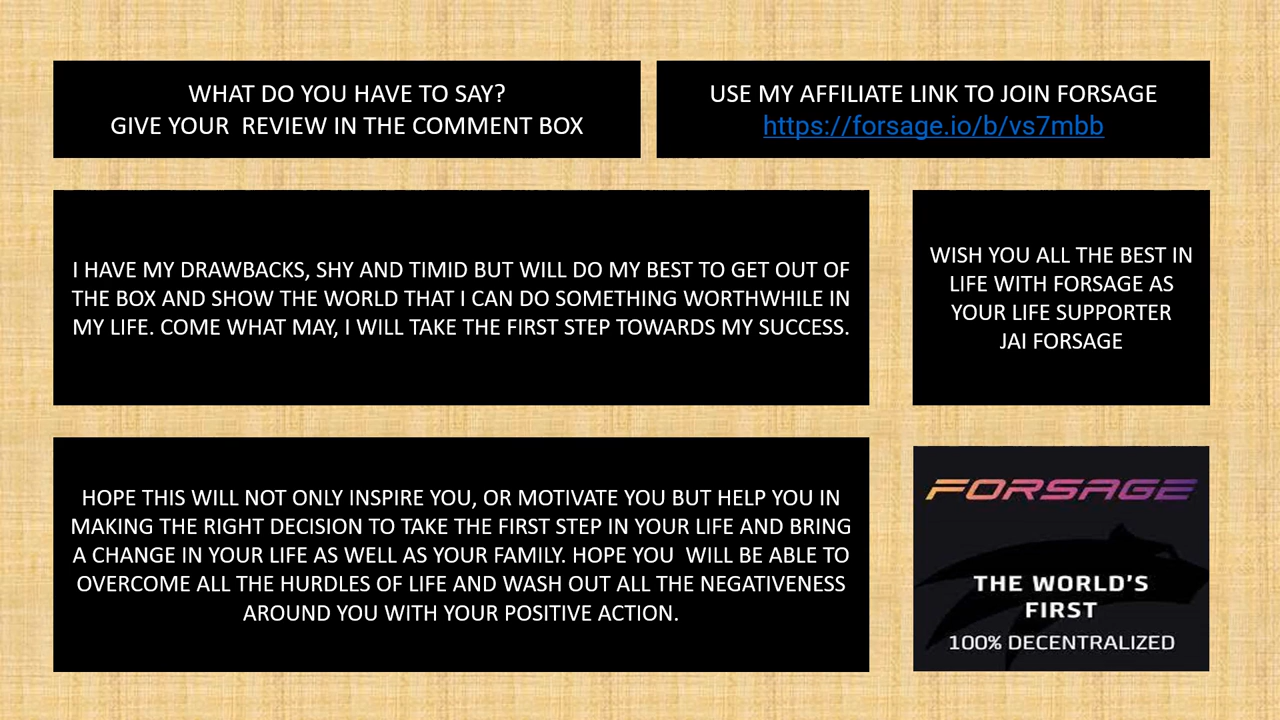 WHAT DO YOU HAVE TO SAY?
GIVE YOUR  REVIEW IN THE COMMENT BOX
USE MY AFFILIATE LINK TO JOIN FORSAGE
https://forsage.io/b/vs7mbb
I HAVE MY DRAWBACKS, SHY AND TIMID BUT WILL DO MY BEST TO GET OUT OF
THE BOX AND SHOW THE WORLD THAT I CAN DO SOMETHING WORTHWHILE IN
MY LIFE. COME WHAT MAY, I WILL TAKE THE FIRST STEP TOWARDS MY SUCCESS.
WISH YOU ALL THE BEST IN
LIFE WITH FORSAGE AS
YOUR LIFE SUPPORTER
JAI FORSAGE
HOPE THIS WILL NOT ONLY INSPIRE YOU, OR MOTIVATE YOU BUT HELP YOU IN
MAKING THE RIGHT DECISION TO TAKE THE FIRST STEP IN YOUR LIFE AND BRING
A CHANGE IN YOUR LIFE AS WELL AS YOUR FAMILY. HOPE YOU  WILL BE ABLE TO
OVERCOME ALL THE HURDLES OF LIFE AND WASH OUT ALL THE NEGATIVENESS
AROUND YOU WITH YOUR POSITIVE ACTION.
FORSAGE
THE WORLD'S
FIRST
100% DECENTRALIZED